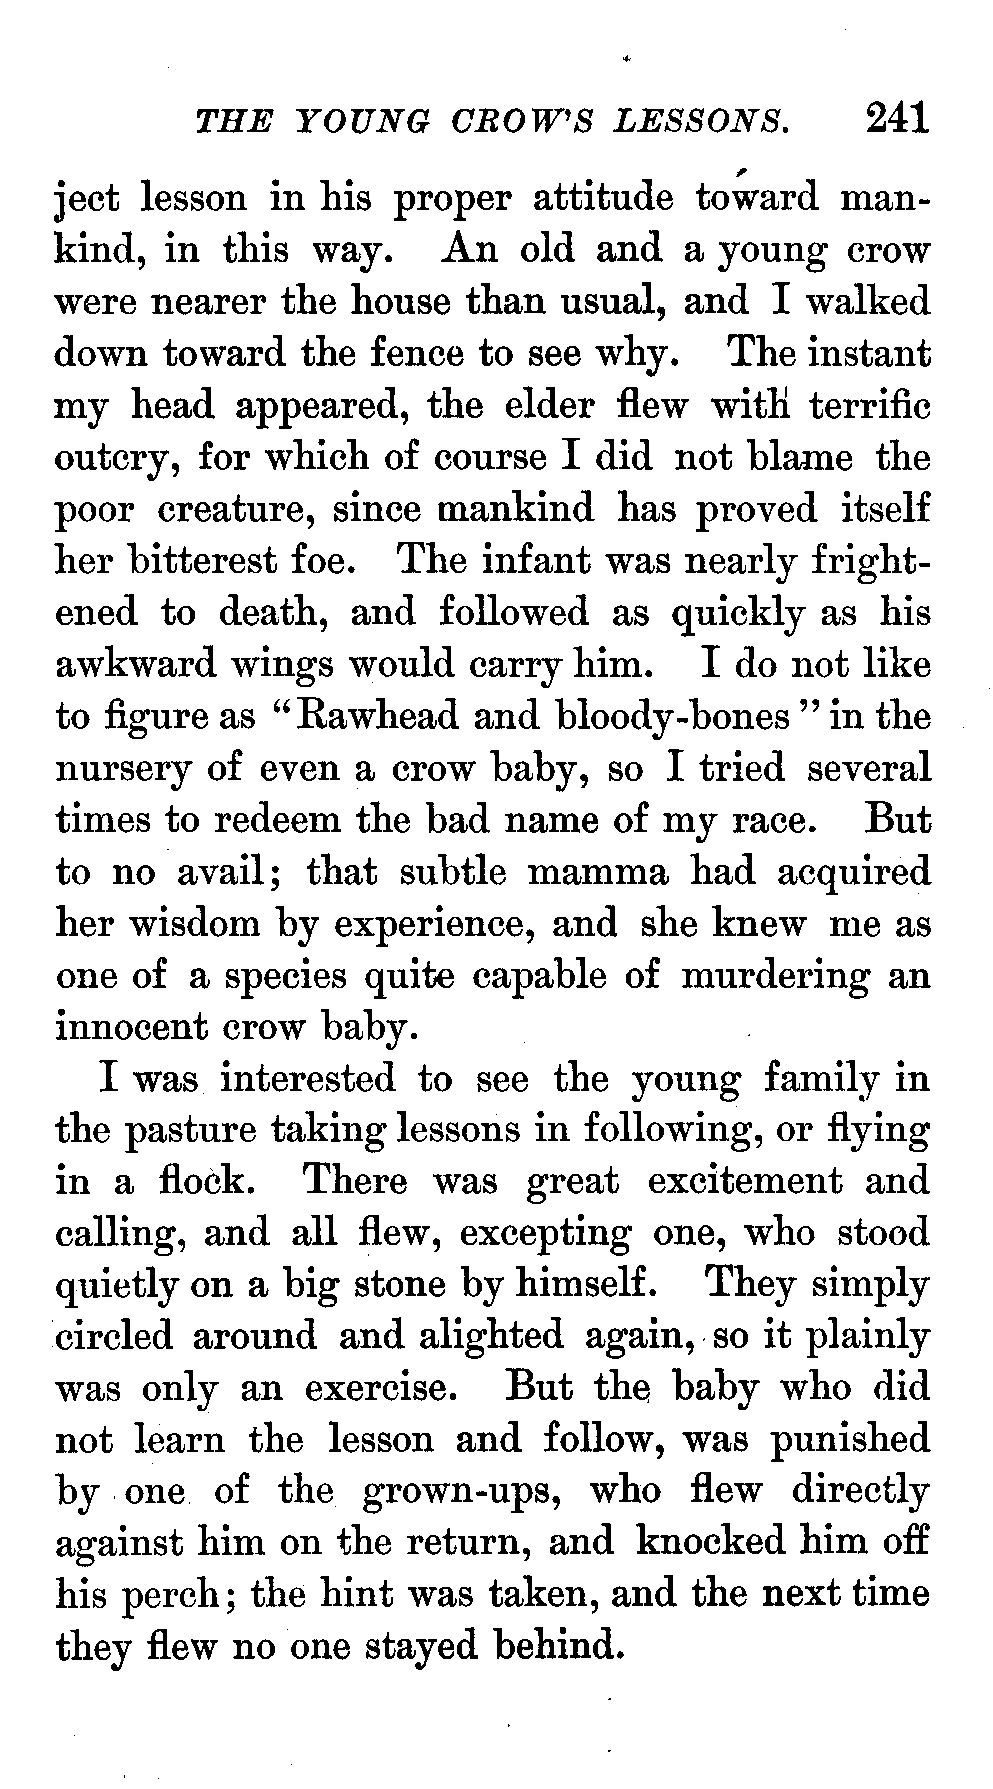 THE YOUNG CROW'S LESSONS. 241
ject lesson in his proper attitude toward man-
kind, in this way. An old and a young crow
were nearer the house than usual, and I walked
down toward the fence to see why. The instant
my head appeared, the elder flew with terrific
outcry, for which of course I did not blame the
poor creature, since mankind has proved itself
her bitterest foe. The infant was nearly fright-
ened to death, and followed as quickly as his
awkward wings would carry him. I do not like
to figure as "Rawhead and bloody-bones" in the
nursery of even a crow baby, so I tried several
times to redeem the bad name of my race. But
to no avail; that subtle mamma had acquired
her wisdom by experience, and she knew me as
one of a species quite capable of murdering an
innocent crow baby.
I was interested to see the young family in
the pasture taking lessons in following, or flying
in a flock. There was great excitement and
calling, and all flew, excepting one, who stood
quietly on a big stone by himself. They simply
circled around and alighted again, so it plainly
was only an exercise. But the baby who did
not learn the lesson and follow, was punished
by one of the grown-ups, who flew directly
against him on the return, and knocked him off
his perch; the hint was taken, and the next time
they flew no one stayed behind.